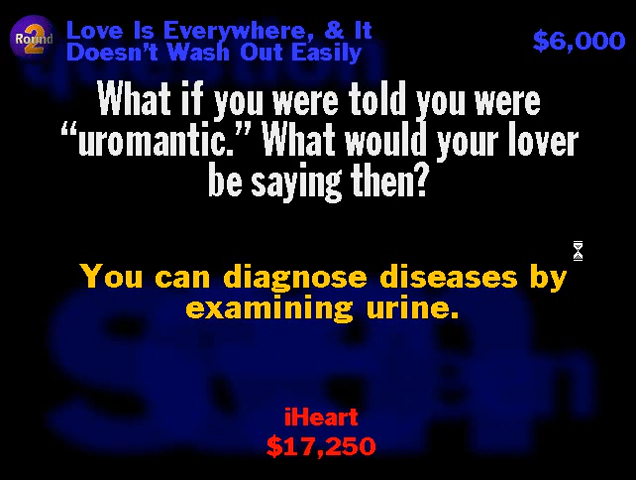 Round 2
Love Is Everywhere, & It
Doesn't Wash Out Easily
$6,000
What if you were told you were
“uromantic.” What would your lover
be saying then?
You can diagnose diseases by
examining urine.
iHeart
$17,250